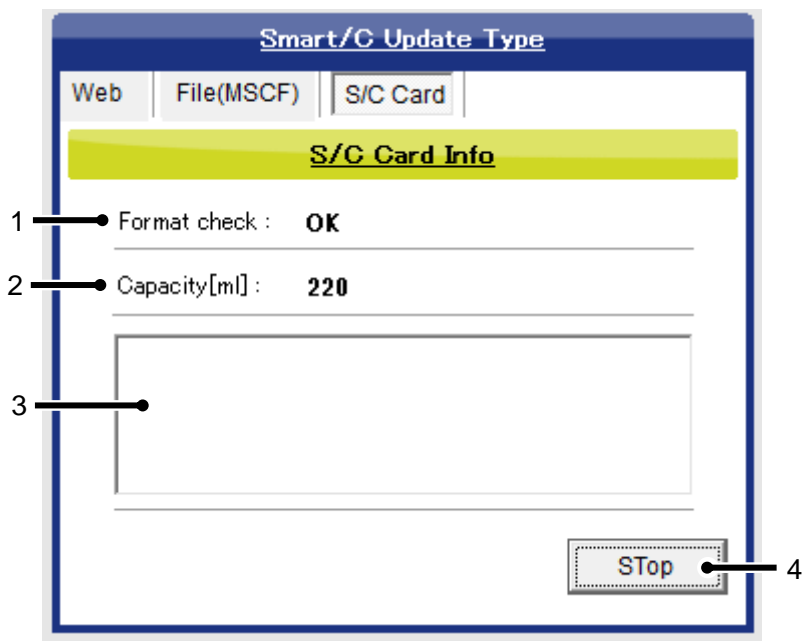 Smart/C Update Type
Web File(MSCF) S/C Card
S/C Card Info
1 Format check : OK
2 Capacity[ml] : 220
3
STop 4